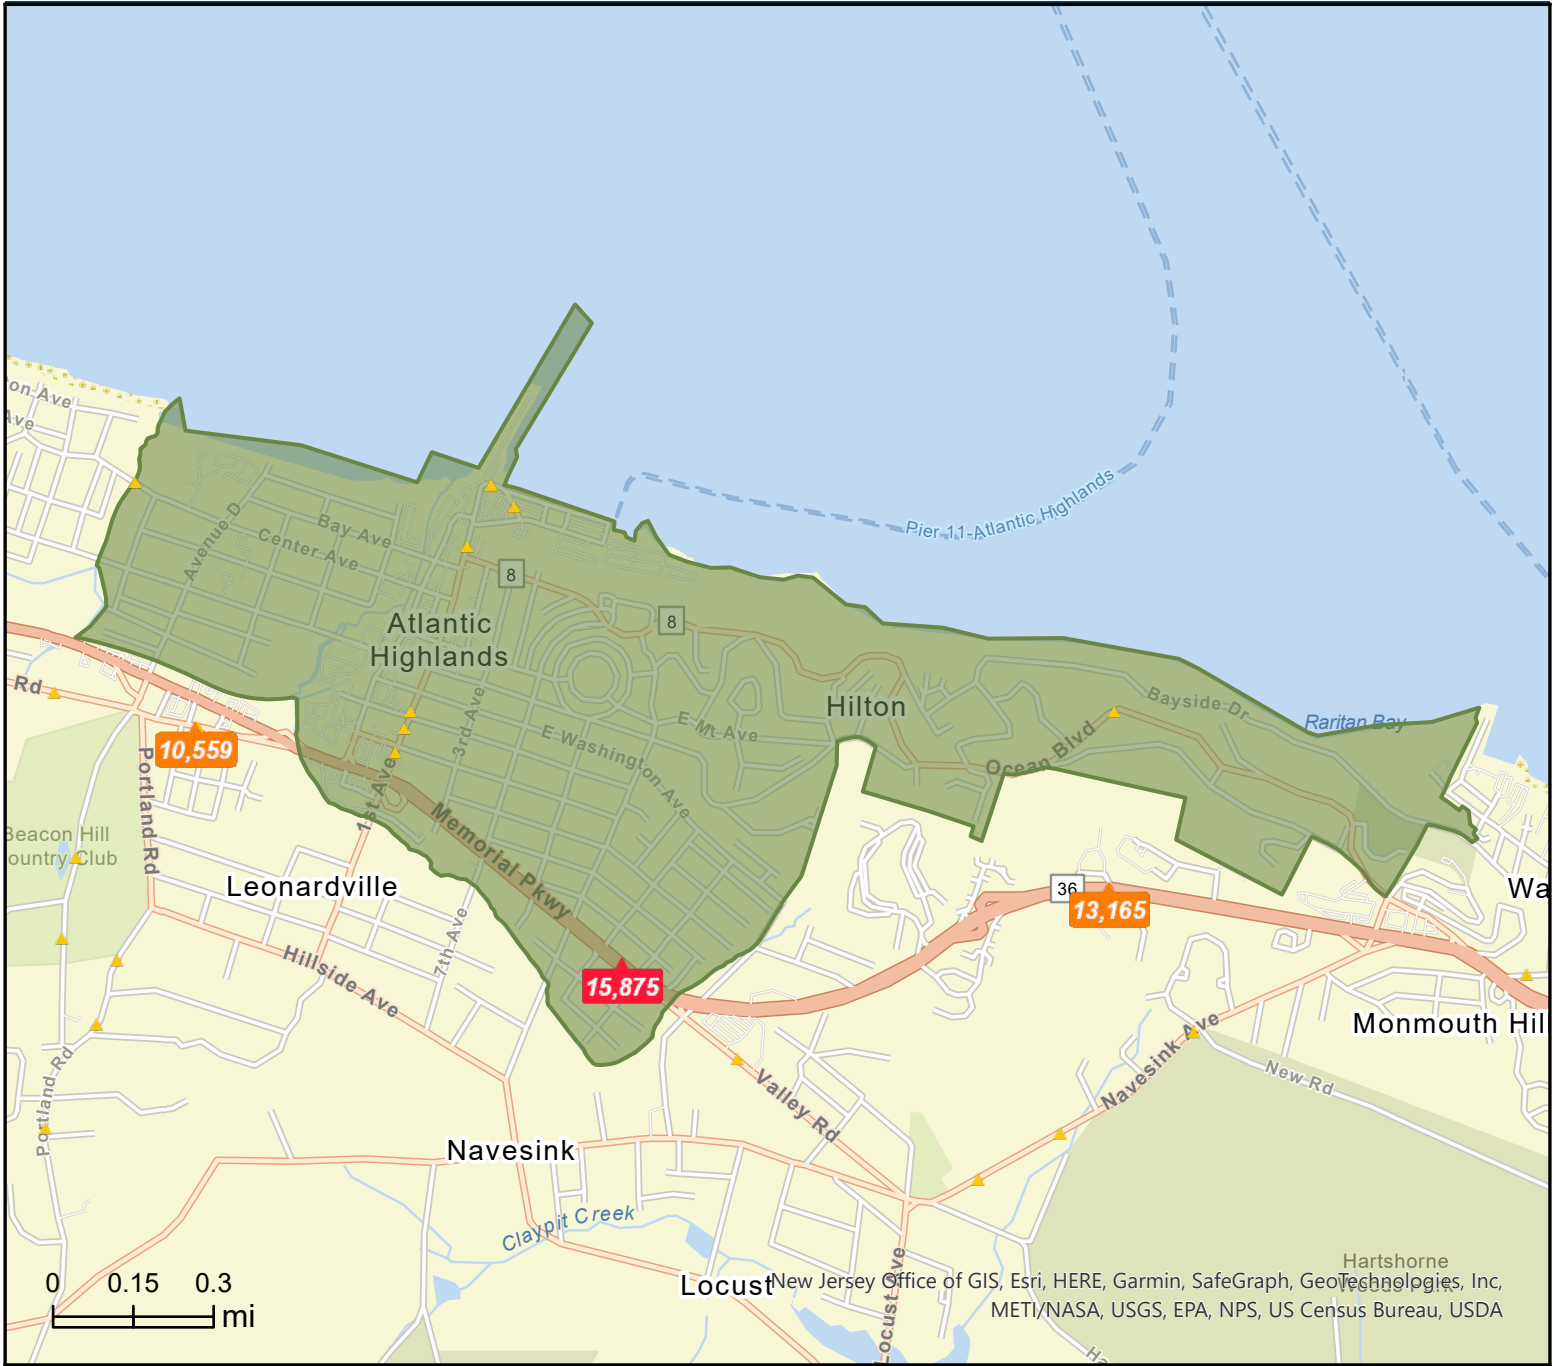 ton Ave
Ave
Avenue D
Bay Ave
Center Ave
Pier 11-Atlantic Highlands
8
8
Atlantic
Highlands
Hilton
Bayside Dr
Raritan Bay
Rd
10,559
3rd Ave
E Mt Ave
E Washington Ave
Ocean Blvd
Portland Rd
1st Ave
Memorial Pkwy
Beacon Hill
ountry Club
Leonardville
36
13,165
Wa
7th Ave
Hillside Ave
15,875
Monmouth Hil
Navesink Ave
New Rd
Portland Rd
Valley Rd
Navesink
Claypit Creek
Locust Ave
Hartshorne
Woods Park
0 0.15 0.3
mi
Locust
New Jersey Office of GIS, Esri, HERE, Garmin, SafeGraph, GeoTechnologies, Inc,
METI/NASA, USGS, EPA, NPS, US Census Bureau, USDA
Ha